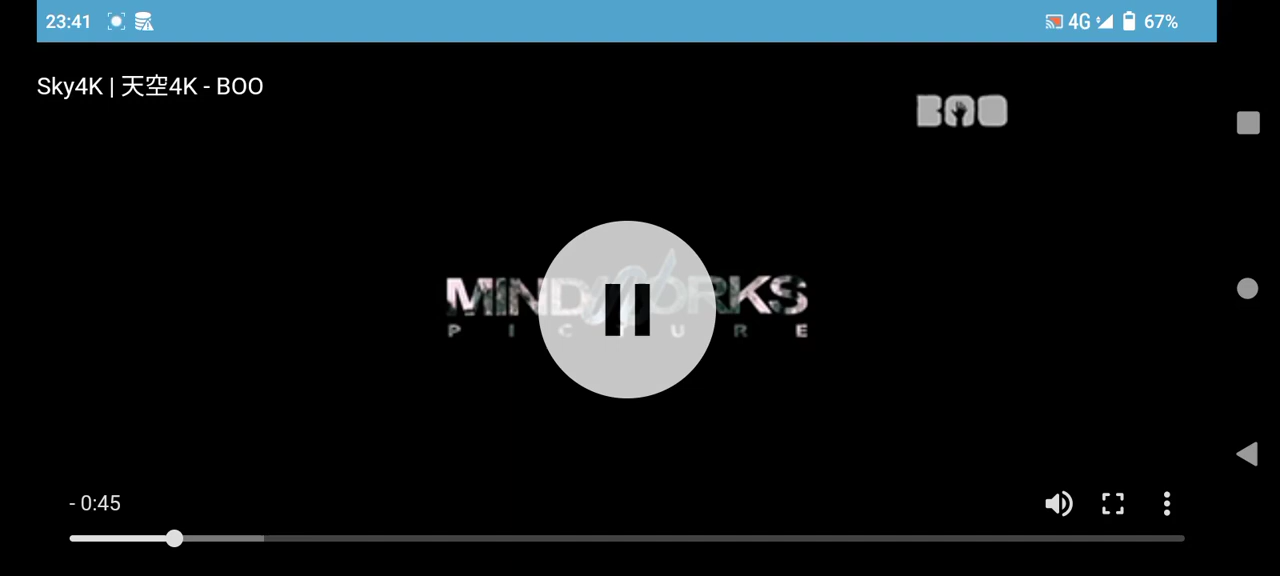 23:41
4G
67%
Sky4K | 天空4K - BOO
BOO
MINDWORKS
PICTURE
- 0:45